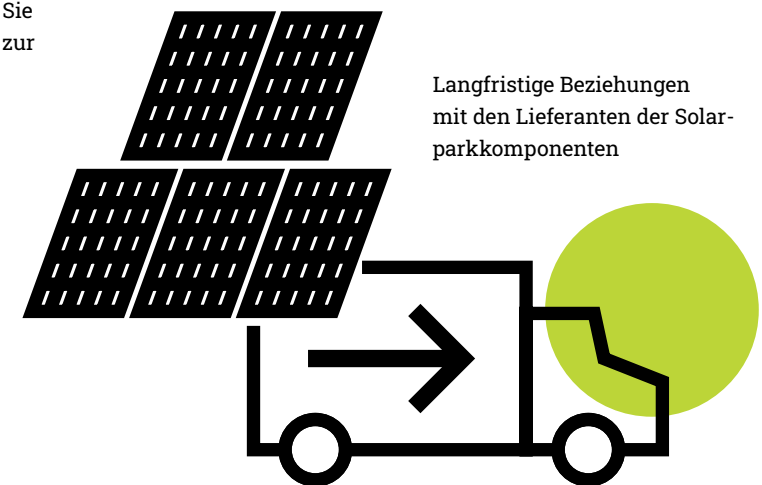 Sie
zur
Langfristige Beziehungen
mit den Lieferanten der Solar-
parkkomponenten